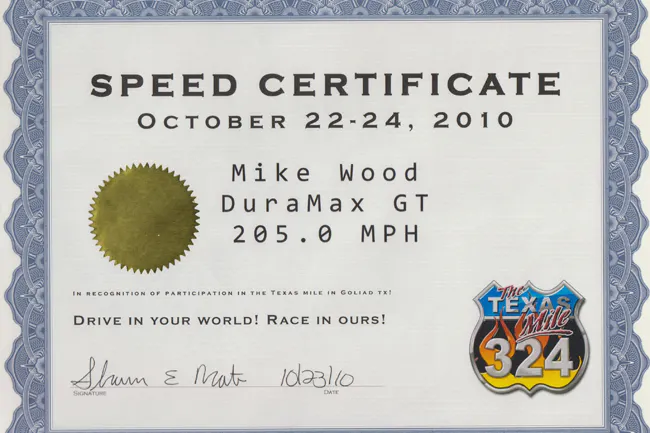 SPEED CERTIFICATE
OCTOBER 22-24, 2010
Mike Wood
DuraMax GT
205.0 MPH
IN RECOGNITION OF PARTICIPATION IN THE TEXAS MILE IN GOLIAD TX!
DRIVE IN YOUR WORLD! RACE IN OURS!
The
TEXAS
Mile
324
10/23/10
SIGNATURE
DATE